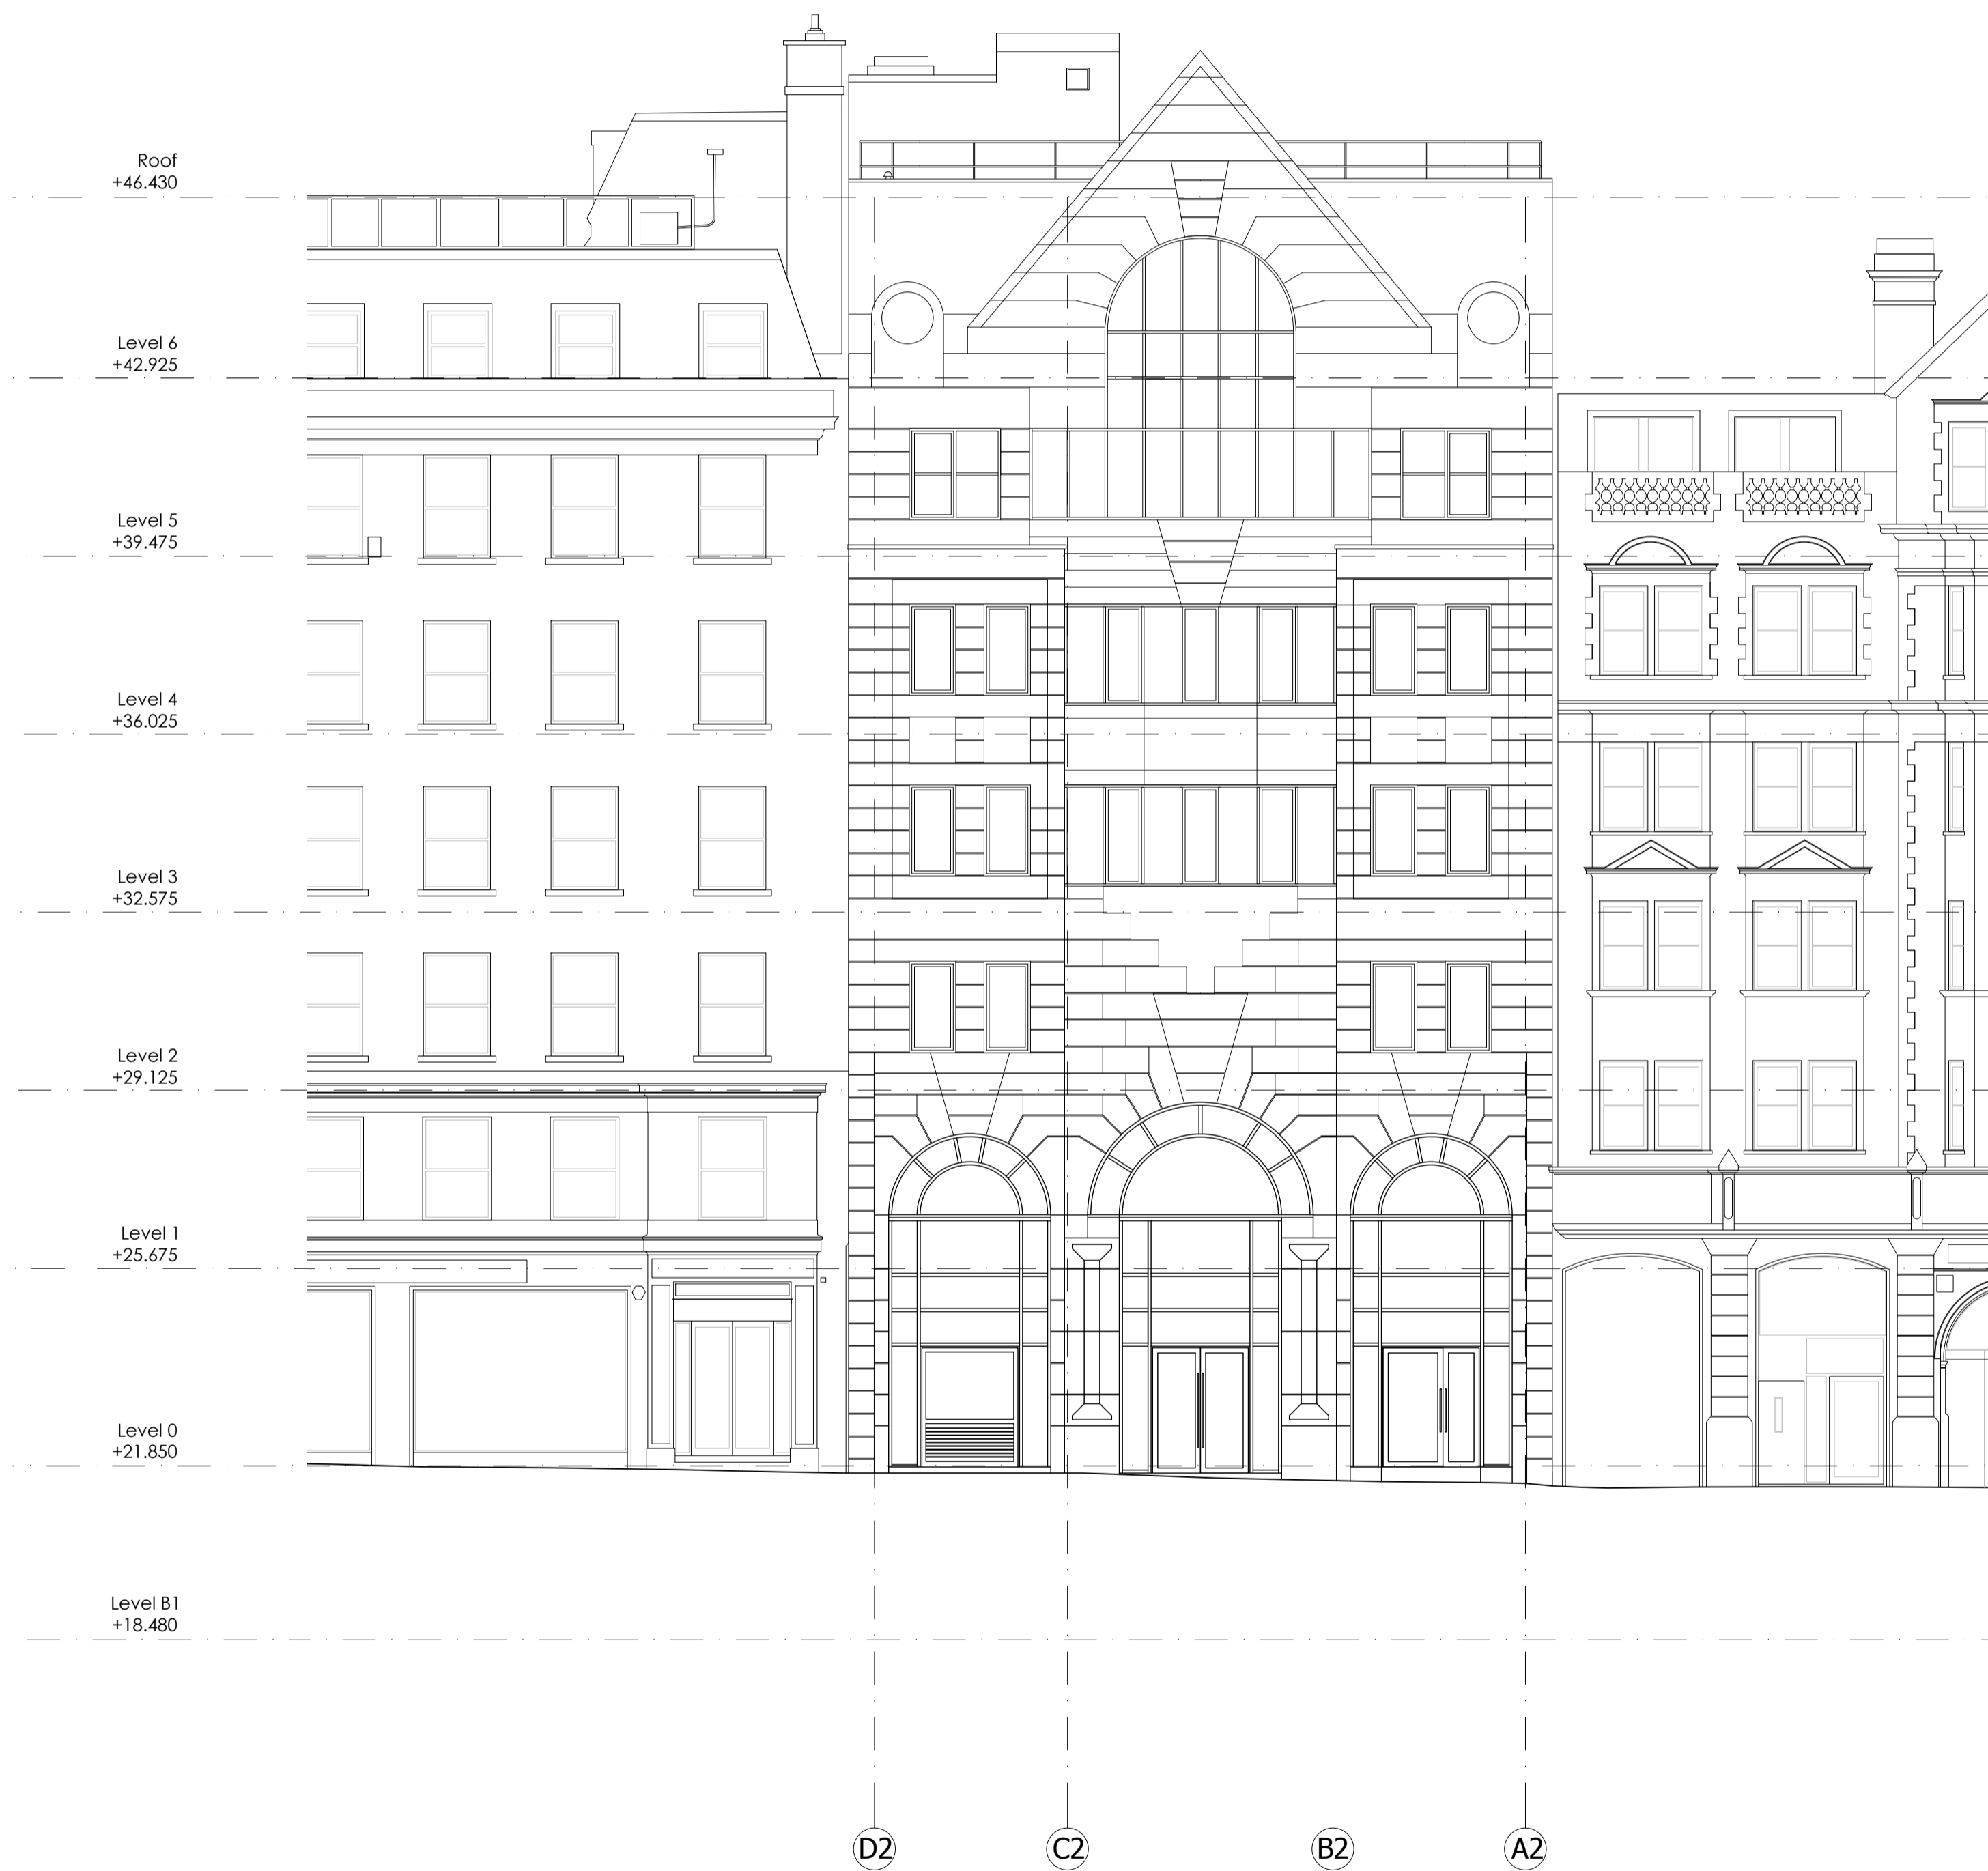 Roof
+46.430
Level 6
+42.925
Level 5
+39.475
Level 4
+36.025
Level 3
+32.575
Level 2
+29.125
Level 1
+25.675
Level 0
+21.850
Level B1
+18.480
D2 C2 B2 A2